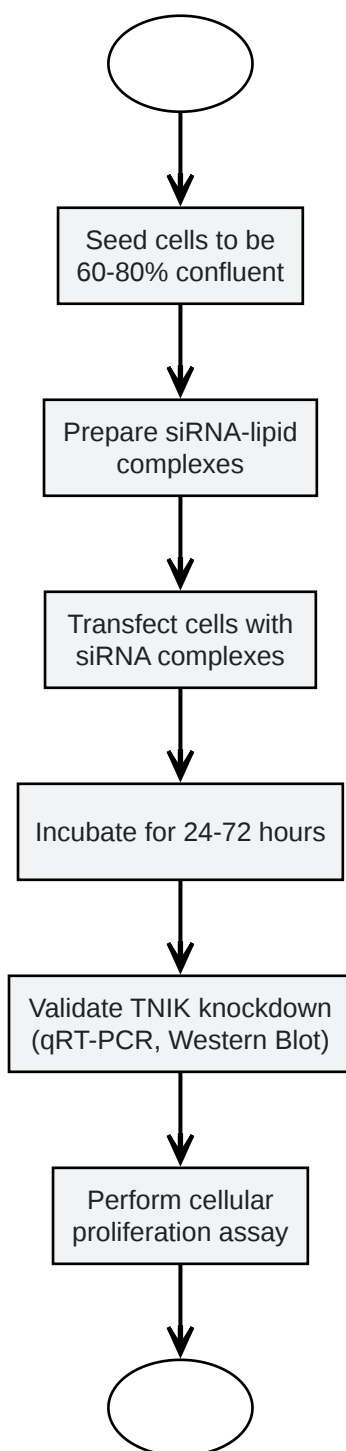 Seed cells to be
60-80% confluent
Prepare siRNA-lipid
complexes
Transfect cells with
siRNA complexes
Incubate for 24-72 hours
Validate TNIK knockdown
(qRT-PCR, Western Blot)
Perform cellular
proliferation assay